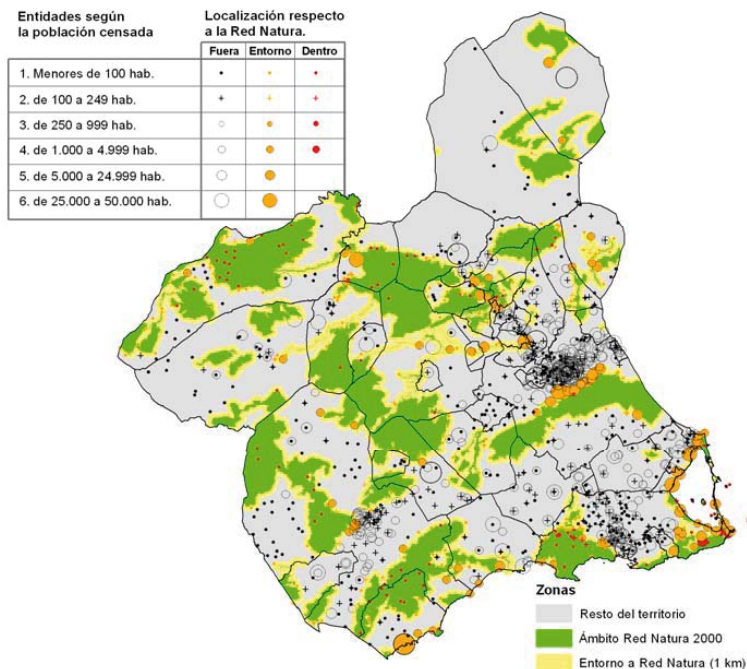 Entidades según
la población censada
Localización respecto
a la Red Natura.
Fuera Entorno Dentro
1. Menores de 100 hab.
2. de 100 a 249 hab.
3. de 250 a 999 hab.
4. de 1.000 a 4.999 hab.
5. de 5.000 a 24.999 hab.
6. de 25.000 a 50.000 hab.
Zonas
Resto del territorio
Ámbito Red Natura 2000
Entorno a Red Natura (1 km)